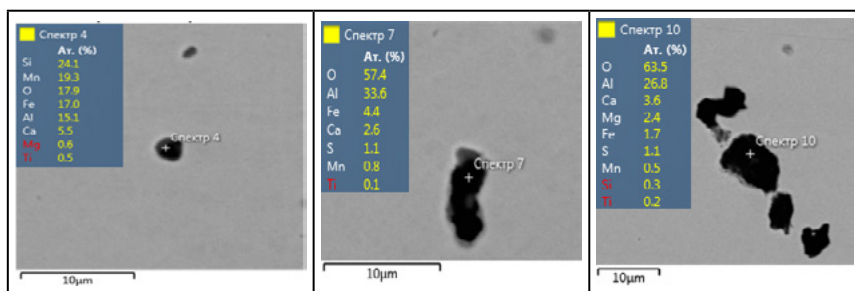 Спектр 4
Ат. (%)
Si 24.1
Mn 19.3
O 17.9
Fe 17.0
Al 15.1
Ca 5.5
Mg 0.6
Ti 0.5
Спектр 4
10µm
Спектр 7
Ат. (%)
O 57.4
Al 33.6
Fe 4.4
Ca 2.6
S 1.1
Mn 0.8
Ti 0.1
Спектр 7
10µm
Спектр 10
Ат. (%)
O 63.5
Al 26.8
Ca 3.6
Mg 2.4
Fe 1.7
S 1.1
Mn 0.5
Si 0.3
Ti 0.2
Спектр 10
10µm